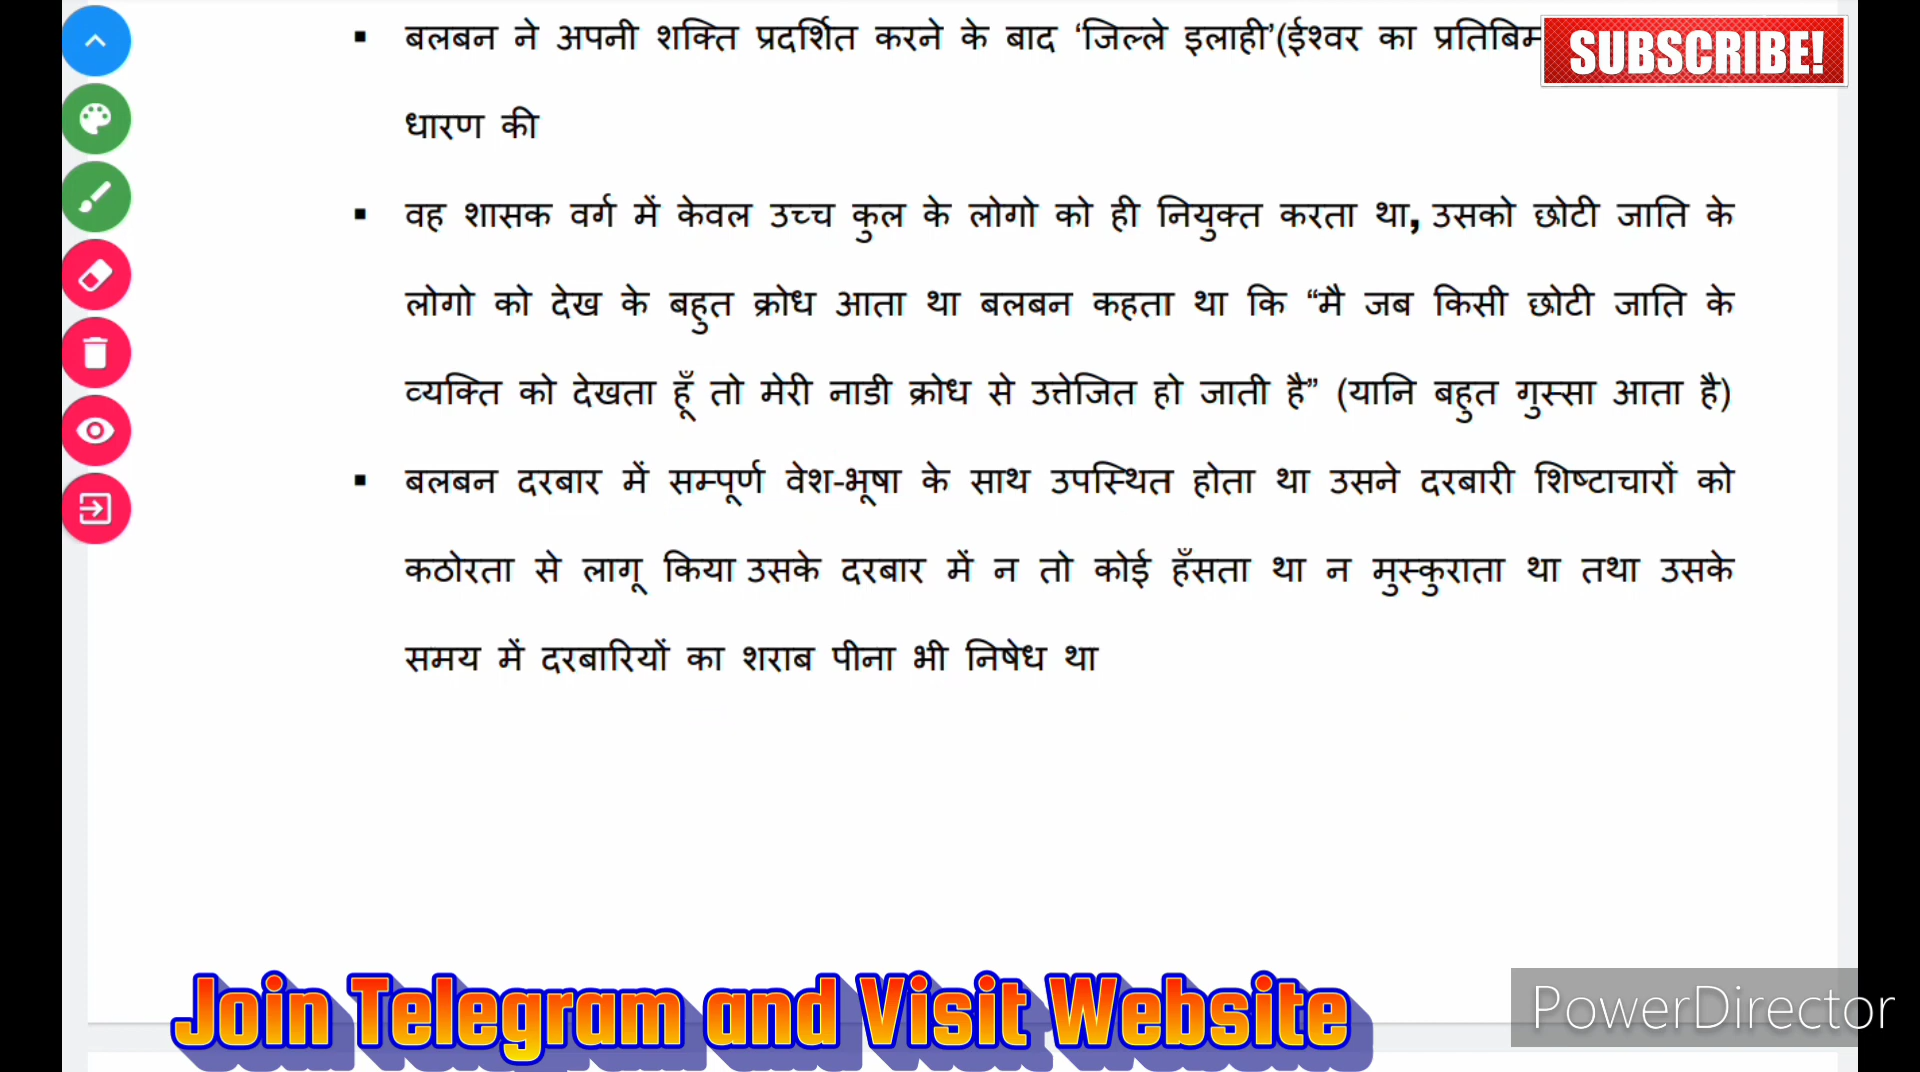 ▪ बलबन ने अपनी शक्ति प्रदर्शित करने के बाद ‘जिल्ले इलाही’(ईश्वर का
SUBSCRIBE!
धारण की
▪ वह शासक वर्ग में केवल उच्च कुल के लोगो को ही नियुक्त करता था, उसको छोटी जाति के
लोगो को देख के बहुत क्रोध आता था बलबन कहता था कि “मै जब किसी छोटी जाति के
व्यक्ति को देखता हूँ तो मेरी नाडी क्रोध से उत्तेजित हो जाती है” (यानि बहुत गुस्सा आता है)
▪ बलबन दरबार में सम्पूर्ण वेश-भूषा के साथ उपस्थित होता था उसने दरबारी शिष्टाचारों को
कठोरता से लागू किया उसके दरबार में न तो कोई हँसता था न मुस्कुराता था तथा उसके
समय में दरबारियों का शराब पीना भी निषेध था
Join Telegram and Visit Website
PowerDirector